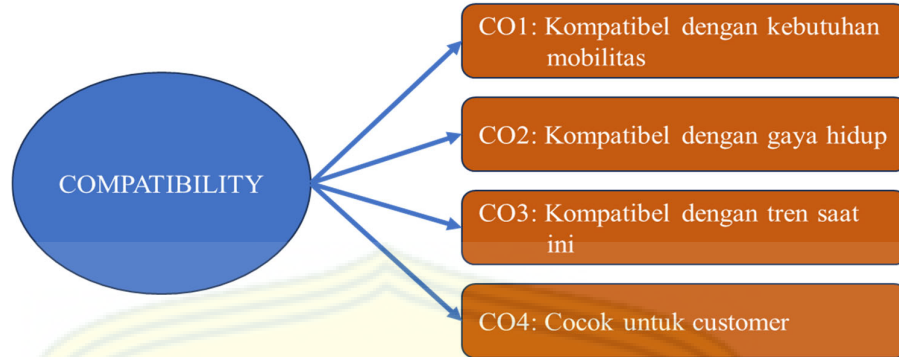 COMPATIBILITY
CO1: Kompatibel dengan kebutuhan
mobilitas
CO2: Kompatibel dengan gaya hidup
CO3: Kompatibel dengan tren saat
ini
CO4: Cocok untuk customer